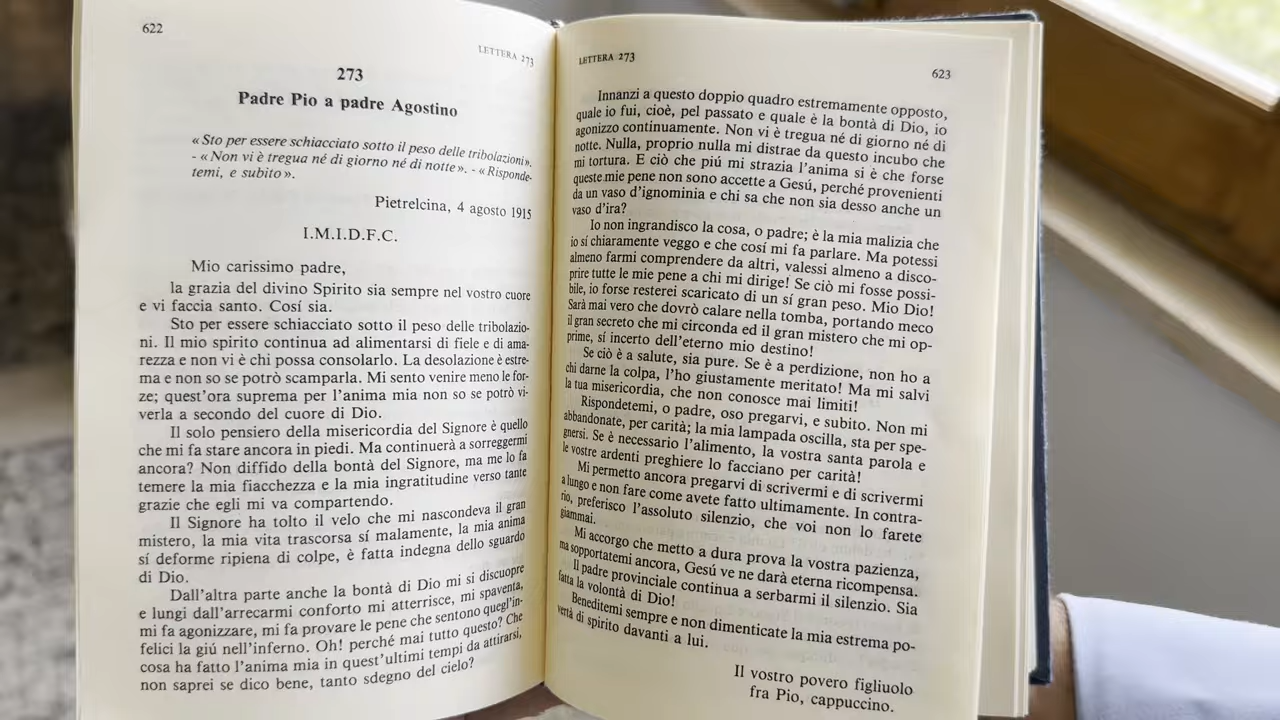 622
LETTERA 273
273
Padre Pio a padre Agostino
« Sto per essere schiacciato sotto il peso delle tribolazioni».
- « Non vi è tregua né di giorno né di notte ». - « Risponde-
temi, e subito ».
Pietrelcina, 4 agosto 1915
I.M.I.D.F.C.
Mio carissimo padre,
la grazia del divino Spirito sia sempre nel vostro cuore
e vi faccia santo. Cosí sia.
Sto per essere schiacciato sotto il peso delle tribolazio-
ni. Il mio spirito continua ad alimentarsi di fiele e di ama-
rezza e non vi è chi possa consolarlo. La desolazione è estre-
ma e non so se potrò scamparla. Mi sento venire meno le for-
ze; quest'ora suprema per l'anima mia non so se potrò vi-
verla a secondo del cuore di Dio.
Il solo pensiero della misericordia del Signore è quello
che mi fa stare ancora in piedi. Ma continuerà a sorreggermi
ancora? Non diffido della bontà del Signore, ma me lo fa
temere la mia fiacchezza e la mia ingratitudine verso tante
grazie che egli mi va compartendo.
Il Signore ha tolto il velo che mi nascondeva il gran
mistero, la mia vita trascorsa sí malamente, la mia anima
sí deforme ripiena di colpe, è fatta indegna dello sguardo
di Dio.
Dall'altra parte anche la bontà di Dio mi si discuopre
e lungi dall'arrecarmi conforto mi atterrisce, mi spaventa,
mi fa agonizzare, mi fa provare le pene che sentono quegl'in-
felici la giú nell'inferno. Oh! perché mai tutto questo? Che
cosa ha fatto l'anima mia in quest'ultimi tempi da attirarsi,
non saprei se dico bene, tanto sdegno del cielo?
LETTERA 273
623
Innanzi a questo doppio quadro estremamente opposto,
quale io fui, cioè, pel passato e quale è la bontà di Dio, io
agonizzo continuamente. Non vi è tregua né di giorno né di
notte. Nulla, proprio nulla mi distrae da questo incubo che
mi tortura. E ciò che piú mi strazia l'anima si è che forse
queste mie pene non sono accette a Gesú, perché provenienti
da un vaso d'ignominia e chi sa che non sia desso anche un
vaso d'ira?
Io non ingrandisco la cosa, o padre; è la mia malizia che
io sí chiaramente veggo e che cosí mi fa parlare. Ma potessi
almeno farmi comprendere da altri, valessi almeno a disco-
prire tutte le mie pene a chi mi dirige! Se ciò mi fosse possi-
bile, io forse resterei scaricato di un sí gran peso. Mio Dio!
Sarà mai vero che dovrò calare nella tomba, portando meco
il gran secreto che mi circonda ed il gran mistero che mi op-
prime, sí incerto dell'eterno mio destino!
Se ciò è a salute, sia pure. Se è a perdizione, non ho a
chi darne la colpa, l'ho giustamente meritato! Ma mi salvi
la tua misericordia, che non conosce mai limiti!
Rispondetemi, o padre, oso pregarvi, e subito. Non mi
abbandonate, per carità; la mia lampada oscilla, sta per spe-
gnersi. Se è necessario l'alimento, la vostra santa parola e
le vostre ardenti preghiere lo facciano per carità!
Mi permetto ancora pregarvi di scrivermi e di scrivermi
a lungo e non fare come avete fatto ultimamente. In contra-
rio, preferisco l'assoluto silenzio, che voi non lo farete
giammai.
Mi accorgo che metto a dura prova la vostra pazienza,
ma sopportatemi ancora, Gesú ve ne darà eterna ricompensa.
Il padre provinciale continua a serbarmi il silenzio. Sia
fatta la volontà di Dio!
Beneditemi sempre e non dimenticate la mia estrema po-
vertà di spirito davanti a lui.
Il vostro povero figliuolo
fra Pio, cappuccino.